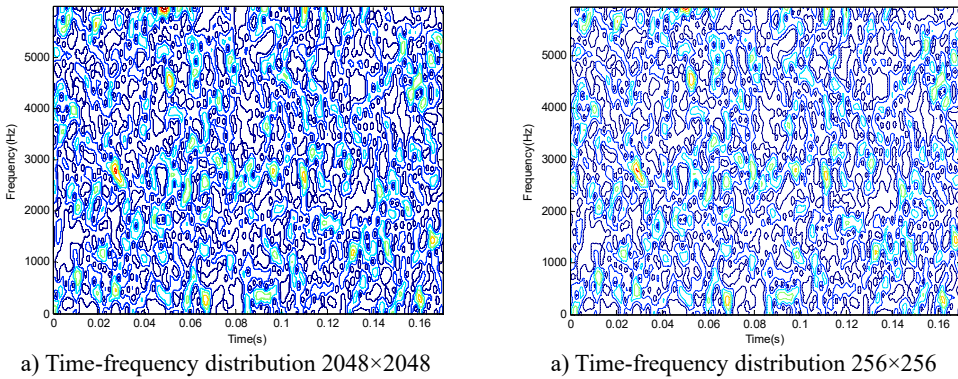 5000
4000
3000
2000
1000
0
Frequency(Hz)
0 0.02 0.04 0.06 0.08 0.1 0.12 0.14 0.16
Time(s)
a) Time-frequency distribution 2048×2048
5000
4000
3000
2000
1000
0
Frequency(Hz)
0 0.02 0.04 0.06 0.08 0.1 0.12 0.14 0.16
Time(s)
a) Time-frequency distribution 256×256